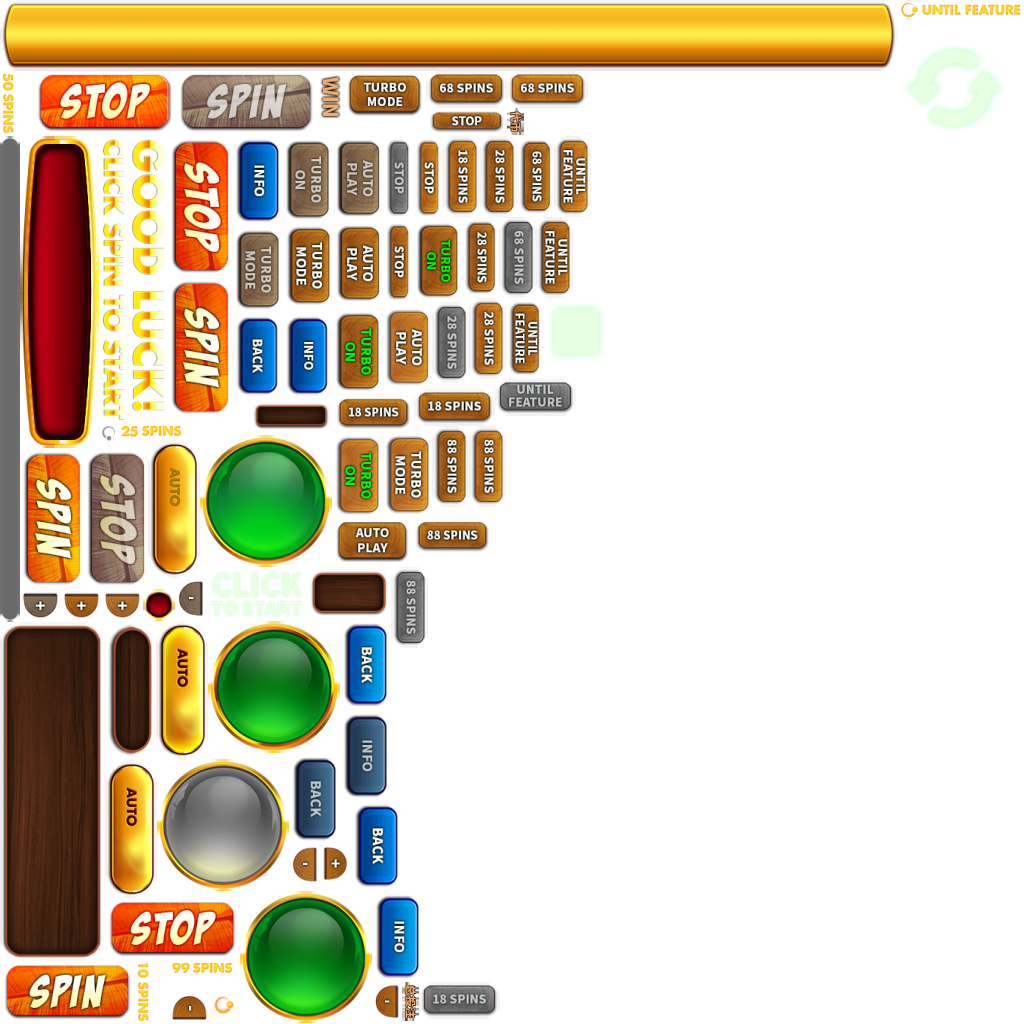 UNTIL FEATURE
50 SPINS
STOP
SPIN
WIN
TURBO
MODE
68 SPINS
68 SPINS
STOP
CLICK SPIN TO START
GOOD LUCK!
STOP
INFO
TURBO
ON
AUTO
PLAY
STOP
STOP
18 SPINS
28 SPINS
68 SPINS
UNTIL
FEATURE
TURBO
MODE
TURBO
MODE
AUTO
PLAY
STOP
TURBO
ON
28 SPINS
68 SPINS
UNTIL
FEATURE
SPIN
BACK
INFO
TURBO
ON
AUTO
PLAY
28 SPINS
28 SPINS
UNTIL
FEATURE
UNTIL
FEATURE
18 SPINS
18 SPINS
25 SPINS
SPIN
STOP
AUTO
TURBO
ON
TURBO
MODE
88 SPINS
88 SPINS
AUTO
PLAY
88 SPINS
+
+
+
-
CLICK
TO START
88 SPINS
AUTO
BACK
INFO
AUTO
BACK
-
+
BACK
STOP
INFO
SPIN
10 SPINS
99 SPINS
-
-
18 SPINS